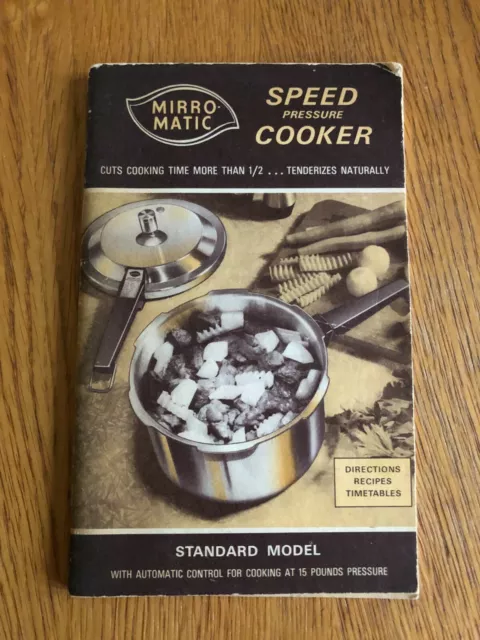 MIRRO-
MATIC
SPEED
PRESSURE
COOKER
CUTS COOKING TIME MORE THAN 1/2 ... TENDERIZES NATURALLY
DIRECTIONS
RECIPES
TIMETABLES
STANDARD MODEL
WITH AUTOMATIC CONTROL FOR COOKING AT 15 POUNDS PRESSURE